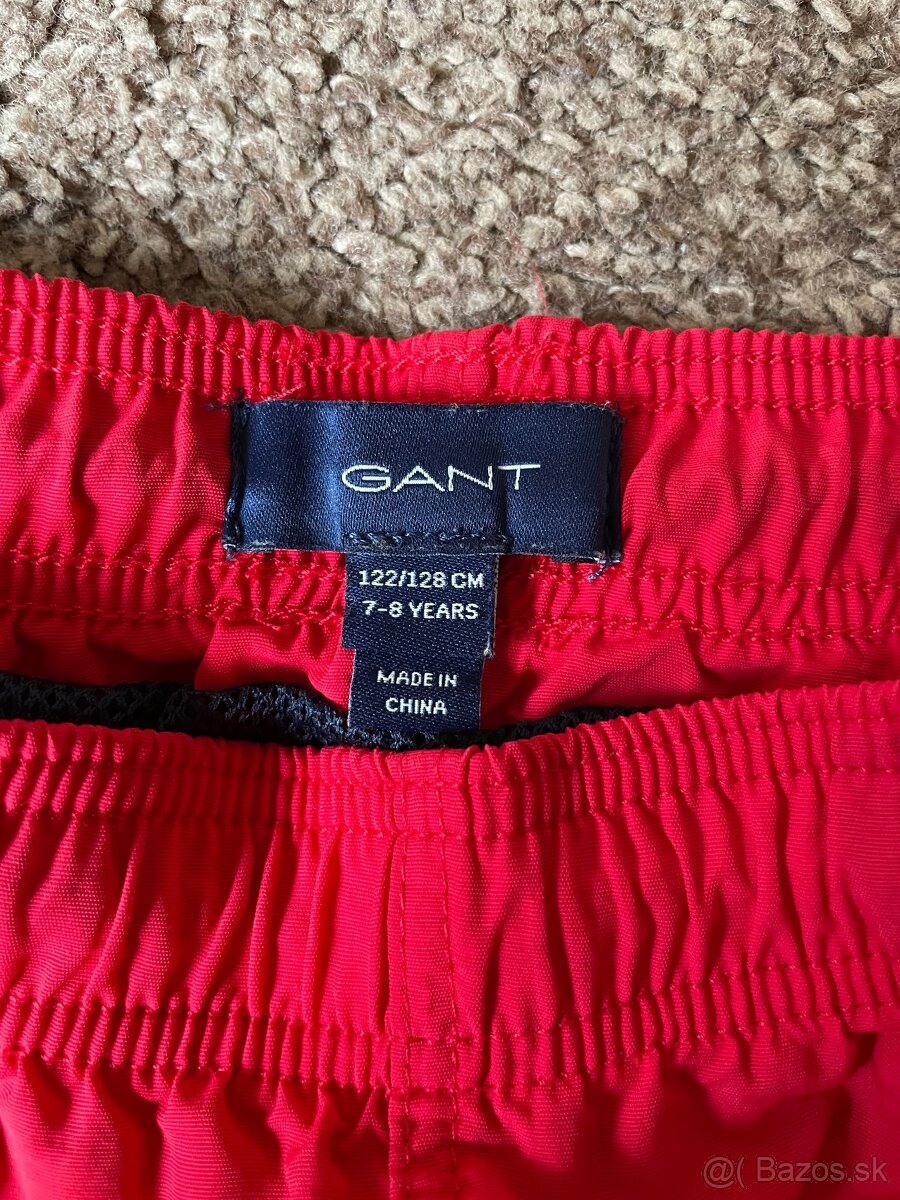 GANT
122/128 CM
7-8 YEARS
MADE IN
CHINA
@( Bazos.sk